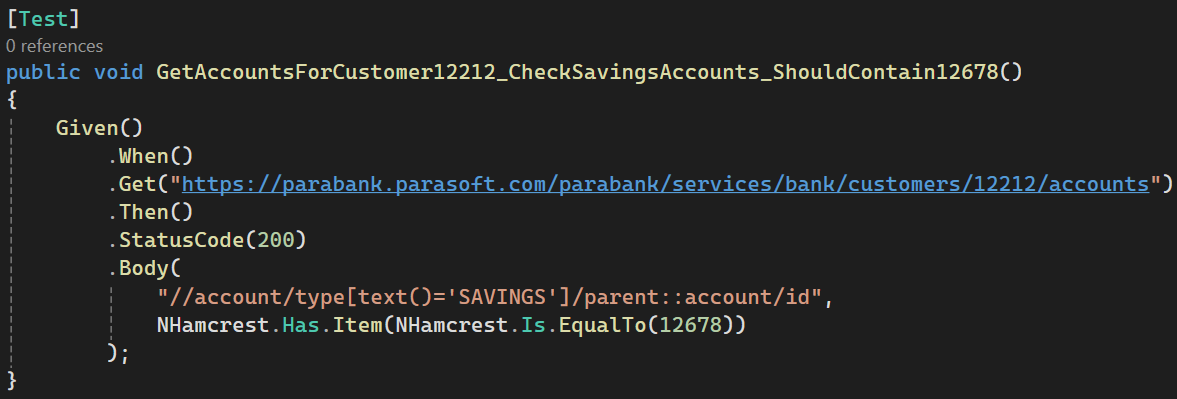 [Test]
0 references
public void GetAccountsForCustomer12212_CheckSavingsAccounts_ShouldContain12678()
{
    Given()
        .When()
        .Get("https://parabank.parasoft.com/parabank/services/bank/customers/12212/accounts")
        .Then()
        .StatusCode(200)
        .Body(
            "//account/type[text()='SAVINGS']/parent::account/id",
            NHamcrest.Has.Item(NHamcrest.Is.EqualTo(12678))
        );
}